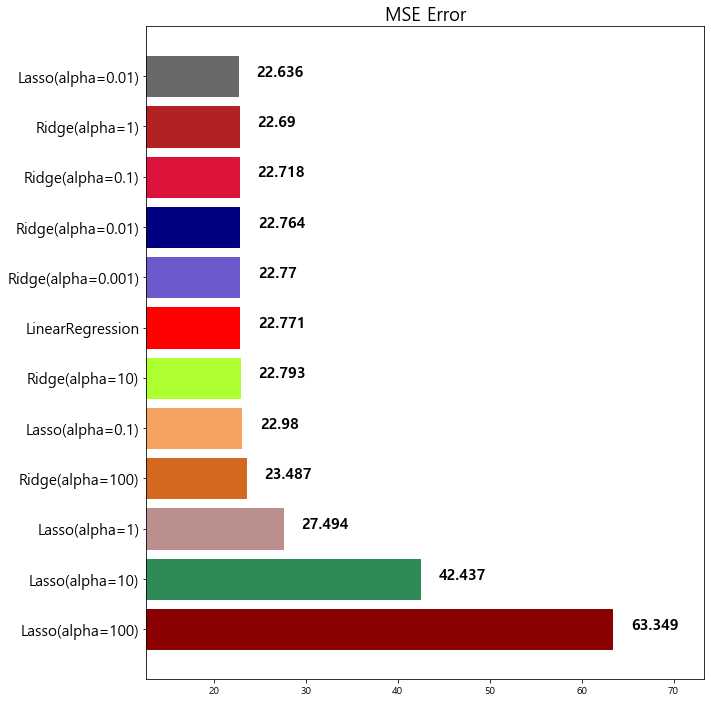 MSE Error
Lasso(alpha=0.01) 22.636
Ridge(alpha=1) 22.69
Ridge(alpha=0.1) 22.718
Ridge(alpha=0.01) 22.764
Ridge(alpha=0.001) 22.77
LinearRegression 22.771
Ridge(alpha=10) 22.793
Lasso(alpha=0.1) 22.98
Ridge(alpha=100) 23.487
Lasso(alpha=1) 27.494
Lasso(alpha=10) 42.437
Lasso(alpha=100) 63.349
20 30 40 50 60 70